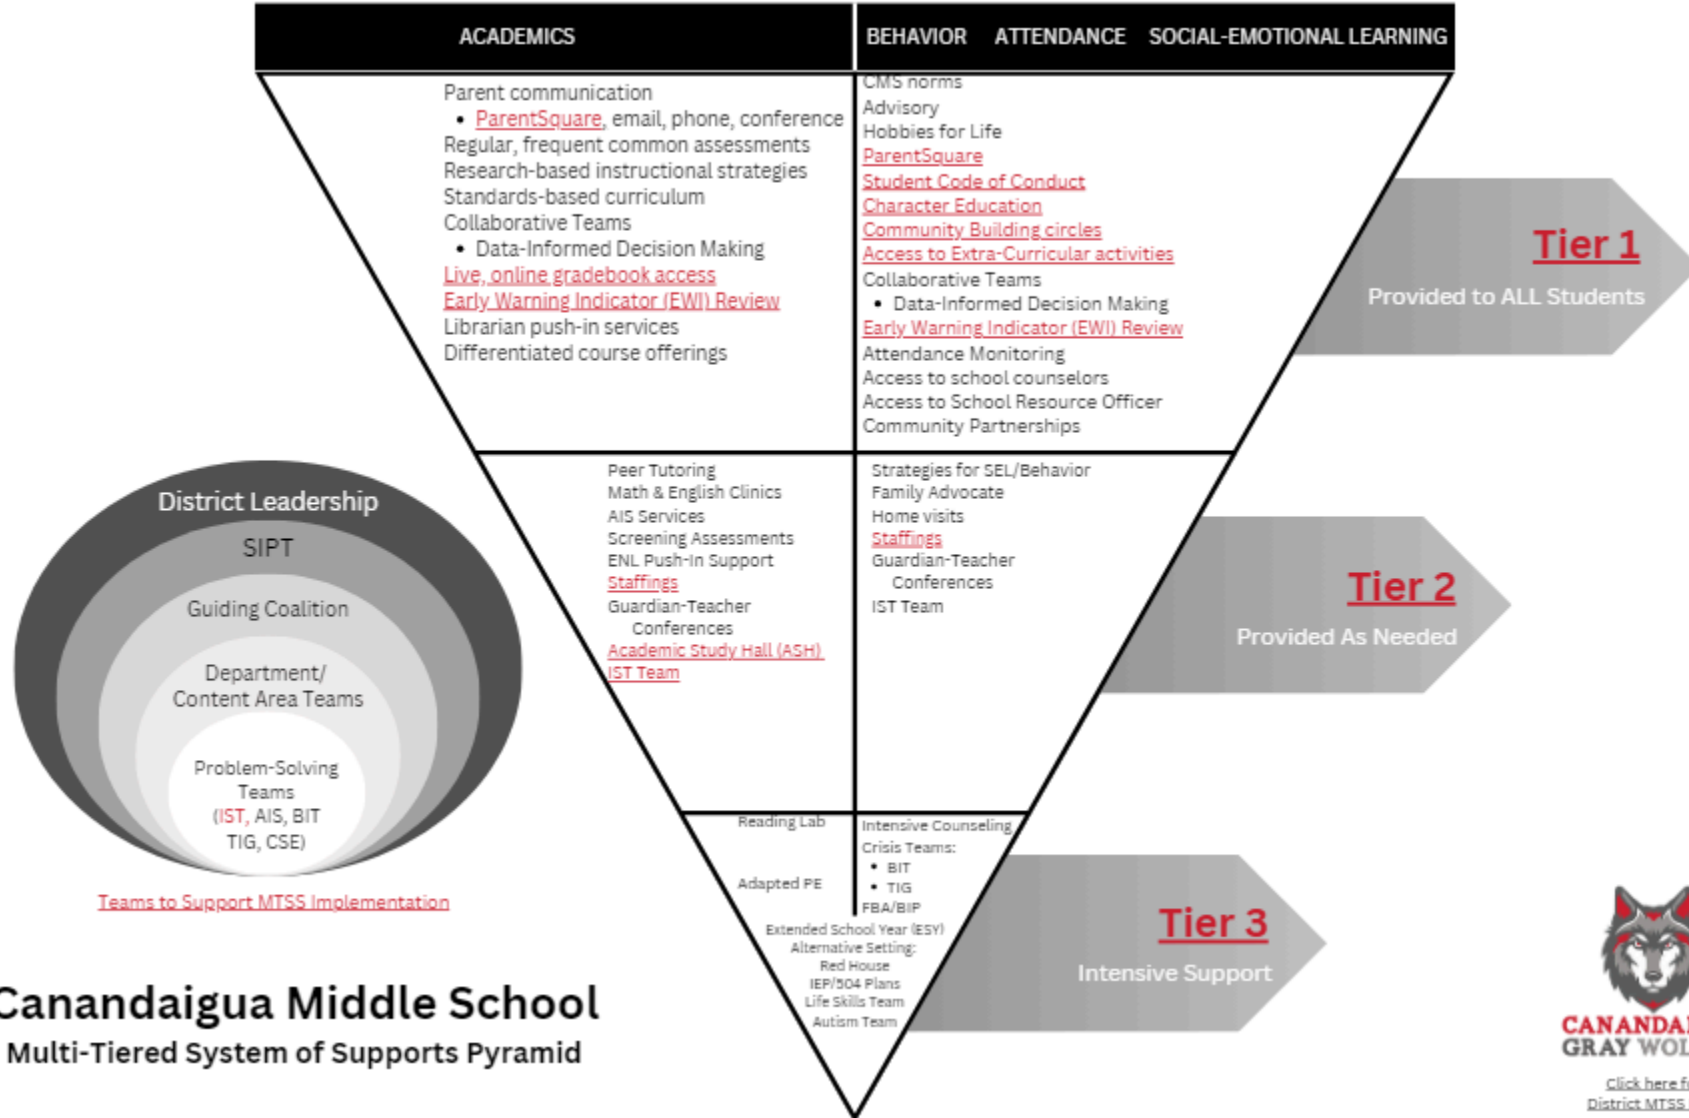 ACADEMICS
BEHAVIOR ATTENDANCE SOCIAL-EMOTIONAL LEARNING
Parent communication
• ParentSquare, email, phone, conference
Regular, frequent common assessments
Research-based instructional strategies
Standards-based curriculum
Collaborative Teams
• Data-Informed Decision Making
Live, online gradebook access
Early Warning Indicator (EWI) Review
Librarian push-in services
Differentiated course offerings
CMS norms
Advisory
Hobbies for Life
ParentSquare
Student Code of Conduct
Character Education
Community Building circles
Access to Extra-Curricular activities
Collaborative Teams
• Data-Informed Decision Making
Early Warning Indicator (EWI) Review
Attendance Monitoring
Access to school counselors
Access to School Resource Officer
Community Partnerships
Tier 1
Provided to ALL Students
Peer Tutoring
Math & English Clinics
AIS Services
Screening Assessments
ENL Push-In Support
Staffings
Guardian-Teacher
Conferences
Academic Study Hall (ASH)
IST Team
Strategies for SEL/Behavior
Family Advocate
Home visits
Staffings
Guardian-Teacher
Conferences
IST Team
Tier 2
Provided As Needed
Reading Lab
Adapted PE
Intensive Counseling
Crisis Teams:
• BIT
• TIG
FBA/BIP
Extended School Year (ESY)
Alternative Setting:
Red House
IEP/504 Plans
Life Skills Team
Autism Team
Tier 3
Intensive Support
District Leadership
SIPT
Guiding Coalition
Department/
Content Area Teams
Problem-Solving
Teams
(IST, AIS, BIT
TIG, CSE)
Teams to Support MTSS Implementation
Canandaigua Middle School
Multi-Tiered System of Supports Pyramid
CANANDA
GRAY WOL
Click here f
District MTSS